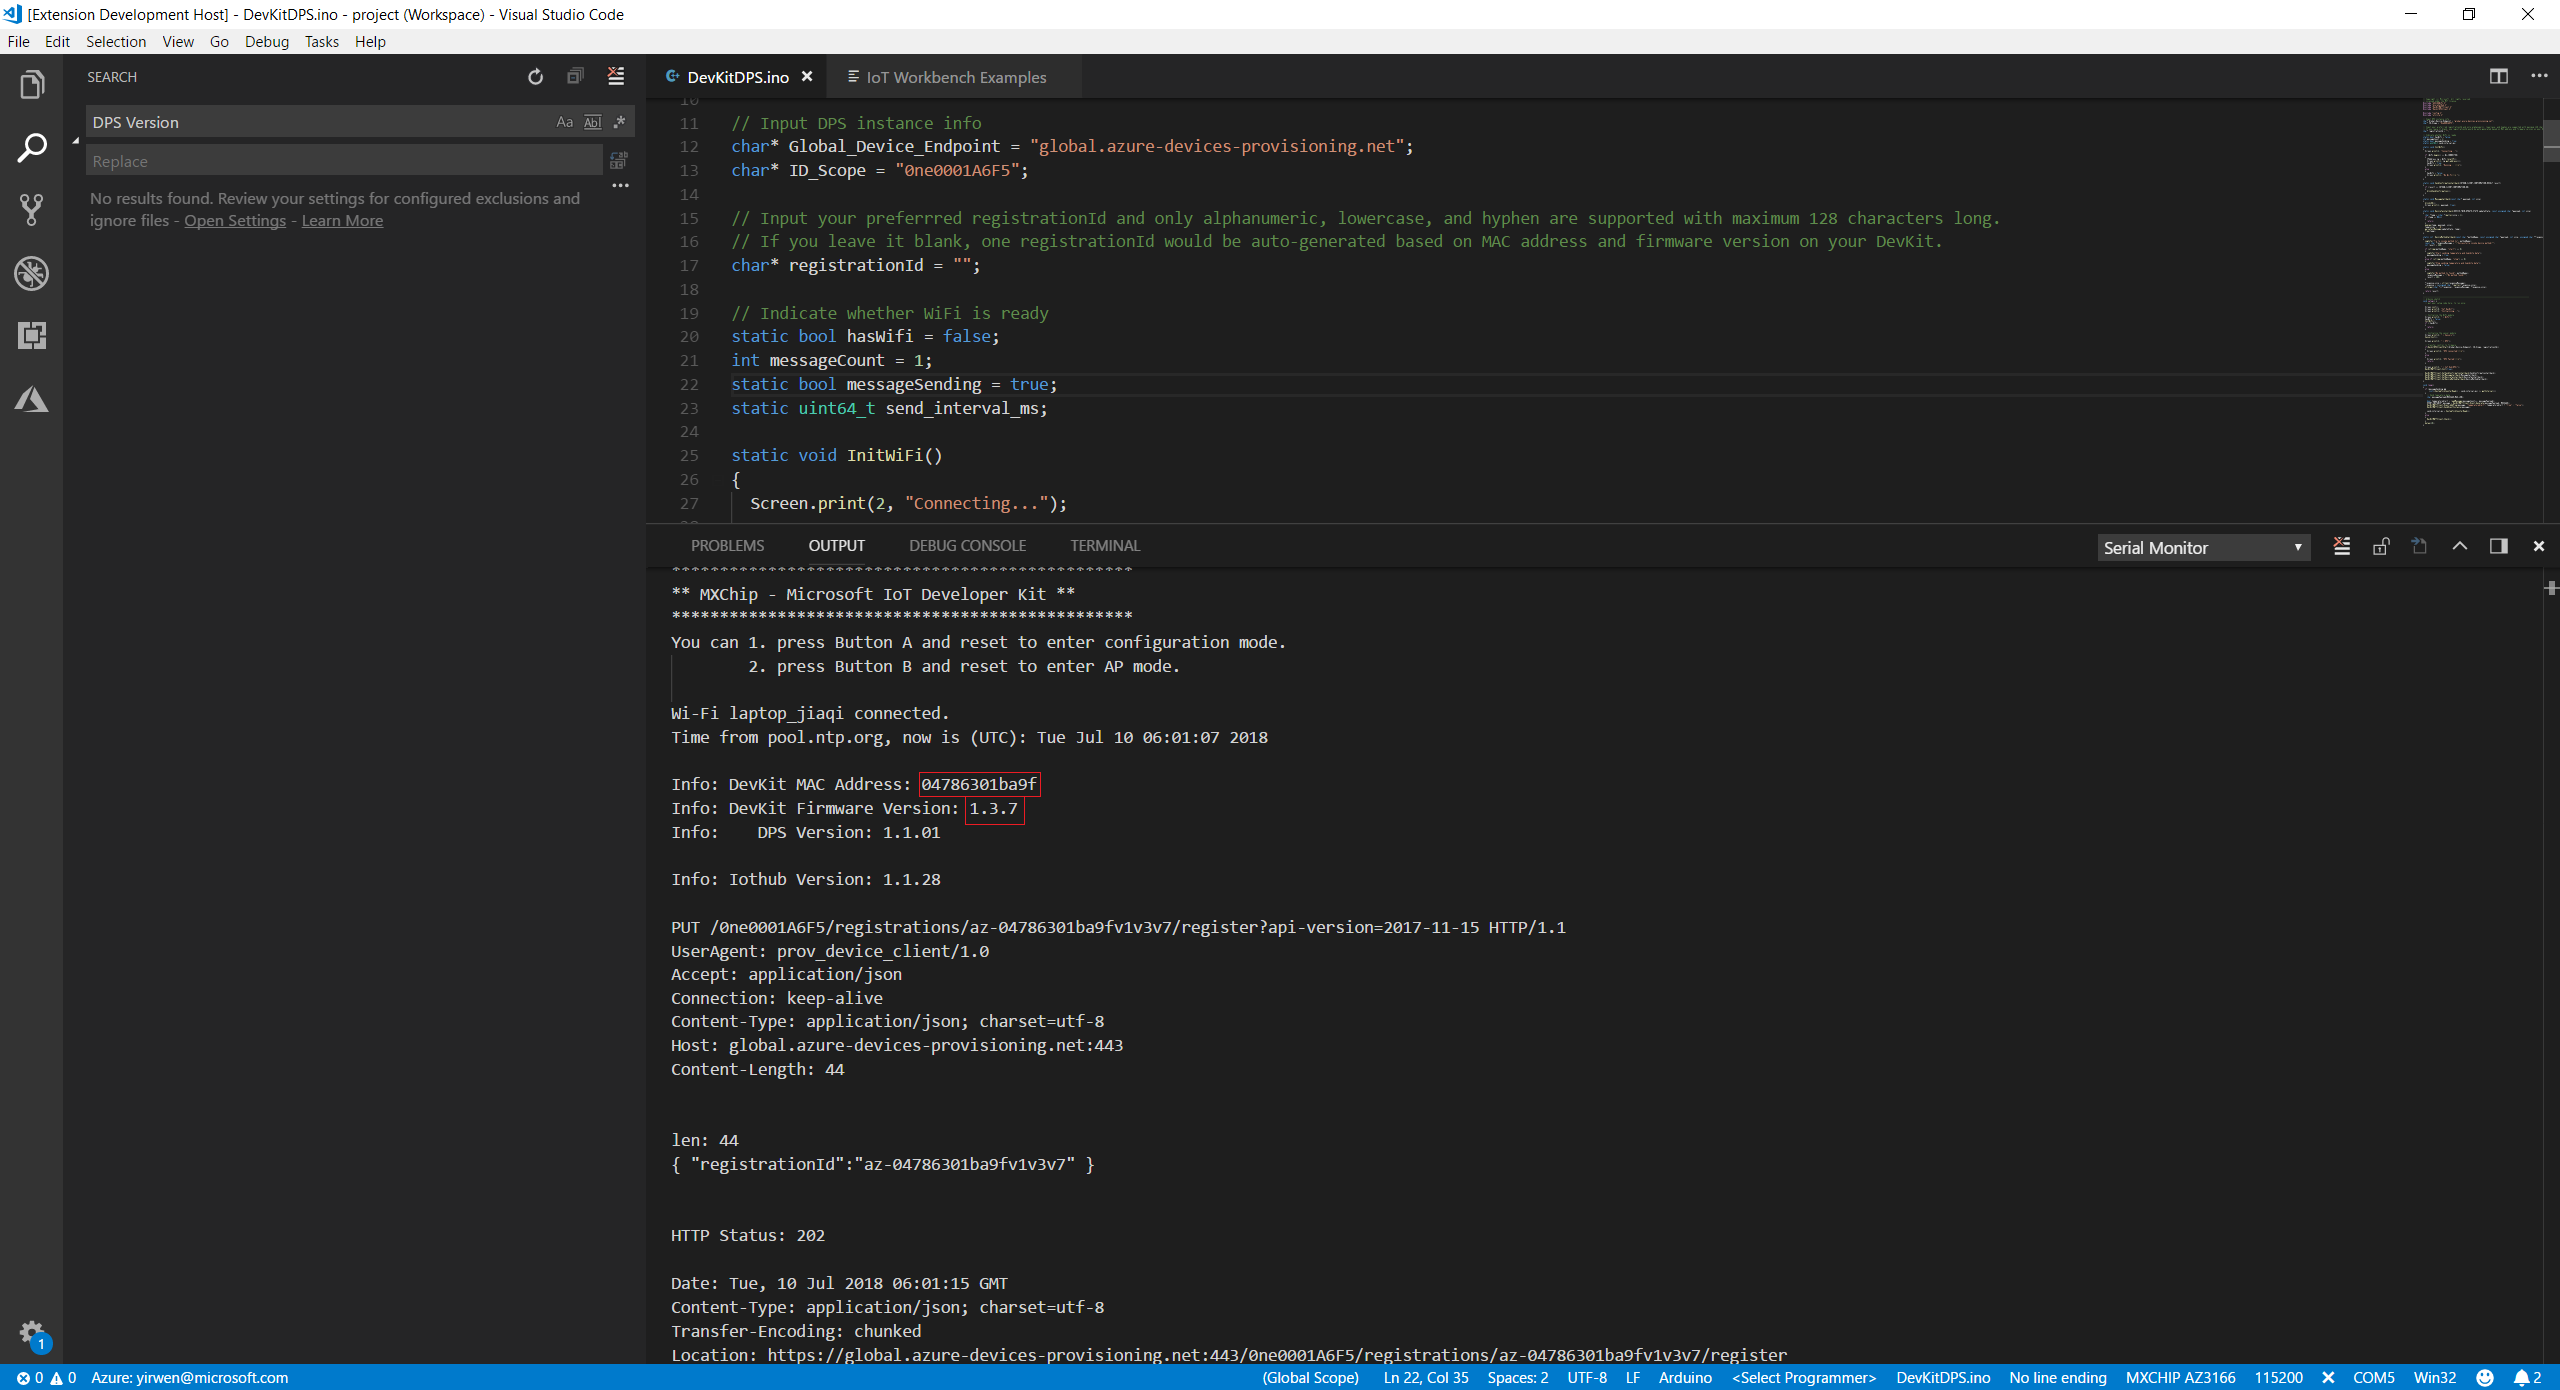 [Extension Development Host] - DevKitDPS.ino - project (Workspace) - Visual Studio Code
File Edit Selection View Go Debug Tasks Help
SEARCH
DPS Version
Aa Abl .*
Replace
No results found. Review your settings for configured exclusions and
ignore files - Open Settings - Learn More
DevKitDPS.ino IoT Workbench Examples
10
11 // Input DPS instance info
12 char* Global_Device_Endpoint = "global.azure-devices-provisioning.net";
13 char* ID_Scope = "0ne0001A6F5";
14
15 // Input your preferrred registrationId and only alphanumeric, lowercase, and hyphen are supported with maximum 128 characters long.
16 // If you leave it blank, one registrationId would be auto-generated based on MAC address and firmware version on your DevKit.
17 char* registrationId = "";
18
19 // Indicate whether WiFi is ready
20 static bool hasWifi = false;
21 int messageCount = 1;
22 static bool messageSending = true;
23 static uint64_t send_interval_ms;
24
25 static void InitWiFi()
26 {
27 Screen.print(2, "Connecting...");
PROBLEMS OUTPUT DEBUG CONSOLE TERMINAL
Serial Monitor
************************************************
** MXChip - Microsoft IoT Developer Kit **
************************************************
You can 1. press Button A and reset to enter configuration mode.
2. press Button B and reset to enter AP mode.
Wi-Fi laptop_jiaqi connected.
Time from pool.ntp.org, now is (UTC): Tue Jul 10 06:01:07 2018
Info: DevKit MAC Address: 04786301ba9f
Info: DevKit Firmware Version: 1.3.7
Info: DPS Version: 1.1.01
Info: Iothub Version: 1.1.28
PUT /0ne0001A6F5/registrations/az-04786301ba9fv1v3v7/register?api-version=2017-11-15 HTTP/1.1
UserAgent: prov_device_client/1.0
Accept: application/json
Connection: keep-alive
Content-Type: application/json; charset=utf-8
Host: global.azure-devices-provisioning.net:443
Content-Length: 44
len: 44
{ "registrationId":"az-04786301ba9fv1v3v7" }
HTTP Status: 202
Date: Tue, 10 Jul 2018 06:01:15 GMT
Content-Type: application/json; charset=utf-8
Transfer-Encoding: chunked
Location: https://global.azure-devices-provisioning.net:443/0ne0001A6F5/registrations/az-04786301ba9fv1v3v7/register
1
0 0 Azure: yirwen@microsoft.com (Global Scope) Ln 22, Col 35 Spaces: 2 UTF-8 LF Arduino <Select Programmer> DevKitDPS.ino No line ending MXCHIP AZ3166 115200 COM5 Win32 2